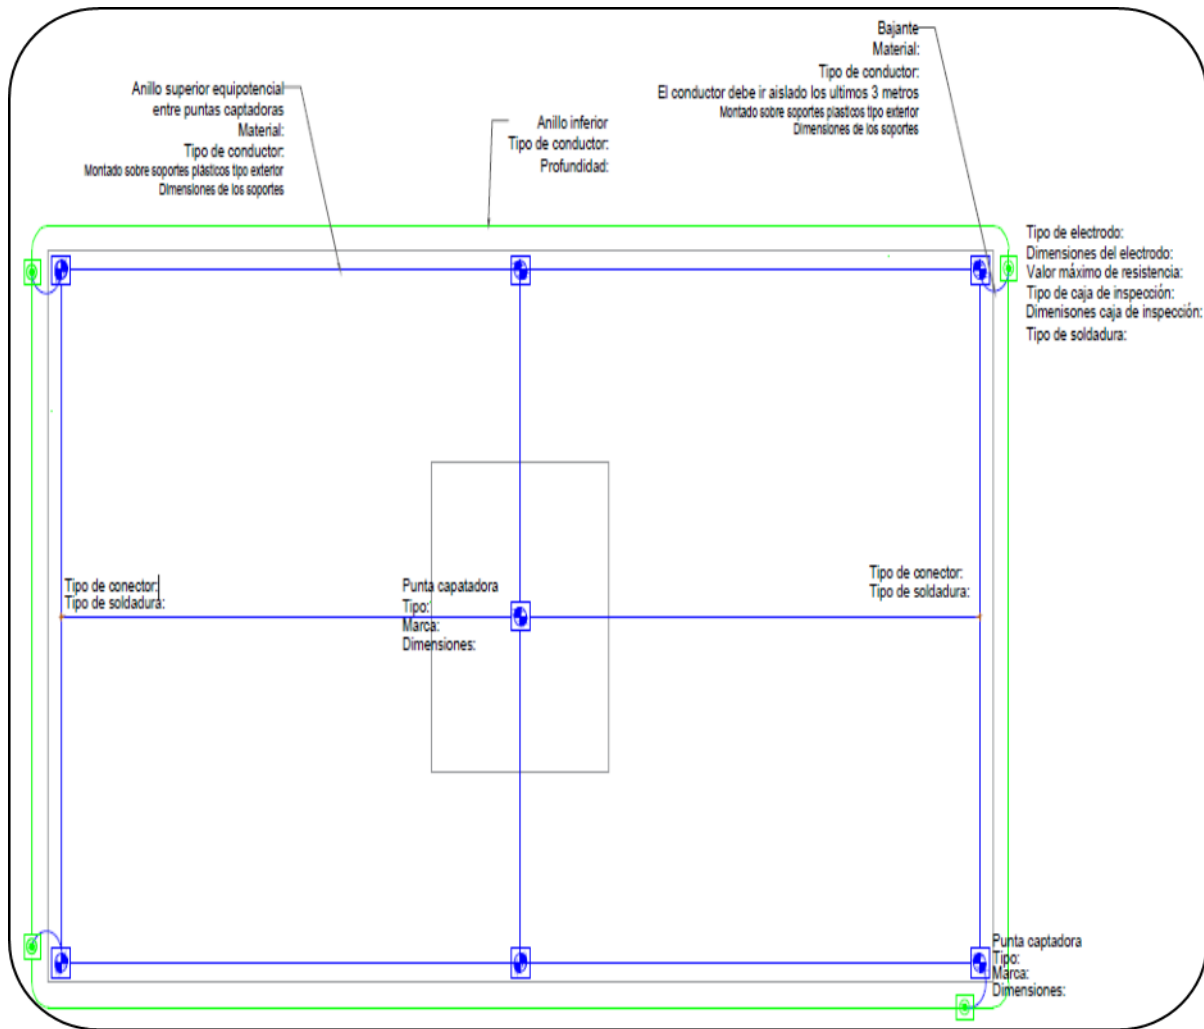 Bajante
Material:
Tipo de conductor:
El conductor debe ir aislado los ultimos 3 metros
Montado sobre soportes plasticos tipo exterior
Dimensiones de los soportes
Anillo superior equipotencial
entre puntas captadoras
Material:
Tipo de conductor:
Montado sobre soportes plásticos tipo exterior
Dimensiones de los soportes
Anillo inferior
Tipo de conductor:
Profundidad:
Tipo de electrodo:
Dimensiones del electrodo:
Valor máximo de resistencia:
Tipo de caja de inspección:
Dimenisones caja de inspección:
Tipo de soldadura:
Tipo de conector:
Tipo de soldadura:
Punta capatadora
Tipo:
Marca:
Dimensiones:
Tipo de conector:
Tipo de soldadura:
Punta captadora
Tipo:
Marca:
Dimensiones: